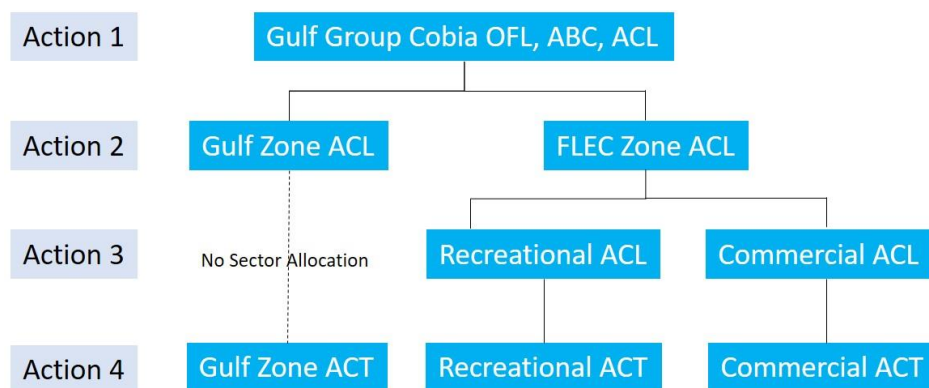 Action 1
Gulf Group Cobia OFL, ABC, ACL
Action 2
Gulf Zone ACL
FLEC Zone ACL
Action 3
No Sector Allocation
Recreational ACL
Commercial ACL
Action 4
Gulf Zone ACT
Recreational ACT
Commercial ACT